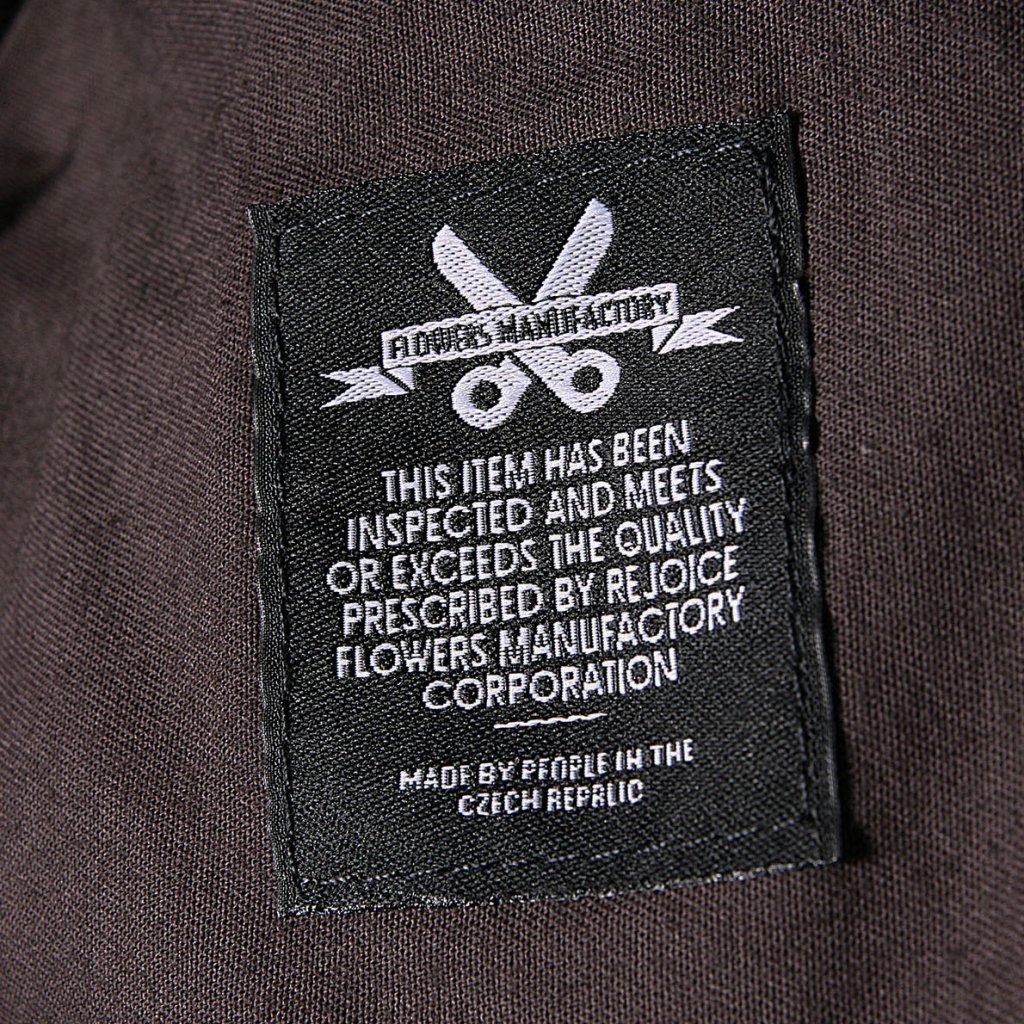 FLOWERS MANUFACTORY
THIS ITEM HAS BEEN
INSPECTED AND MEETS
OR EXCEEDS THE QUALITY
PRESCRIBED BY REJOICE
FLOWERS MANUFACTORY
CORPORATION
MADE BY PEOPLE IN THE
CZECH REPRLIC